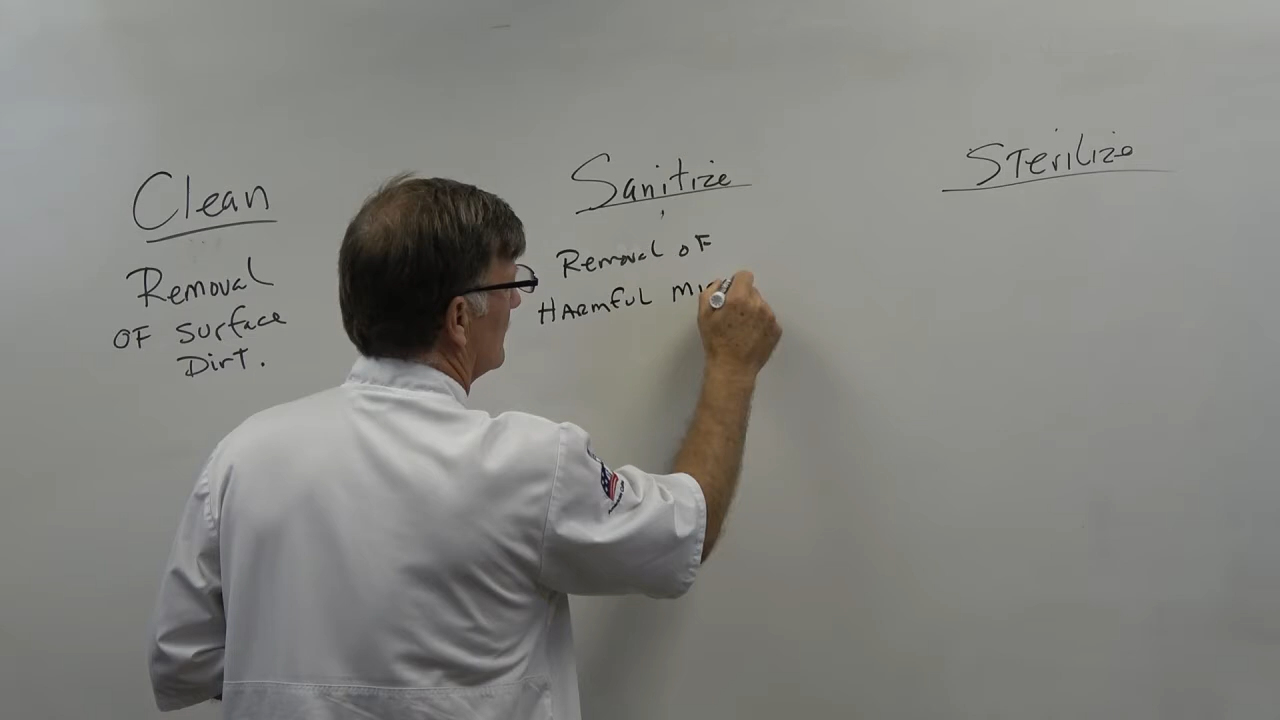 Clean
Removal
OF Surface
Dirt.
Sanitize
Removal oF
HARmFuL
Sterilize